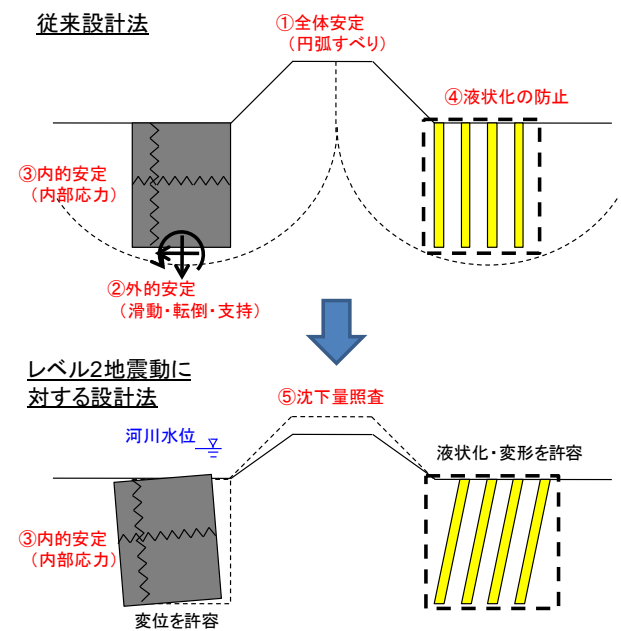 従来設計法
①全体安定
（円弧すべり）
④液状化の防止
③内的安定
（内部応力）
②外的安定
（滑動・転倒・支持）
レベル2地震動に
対する設計法
⑤沈下量照査
河川水位
液状化・変形を許容
③内的安定
（内部応力）
変位を許容